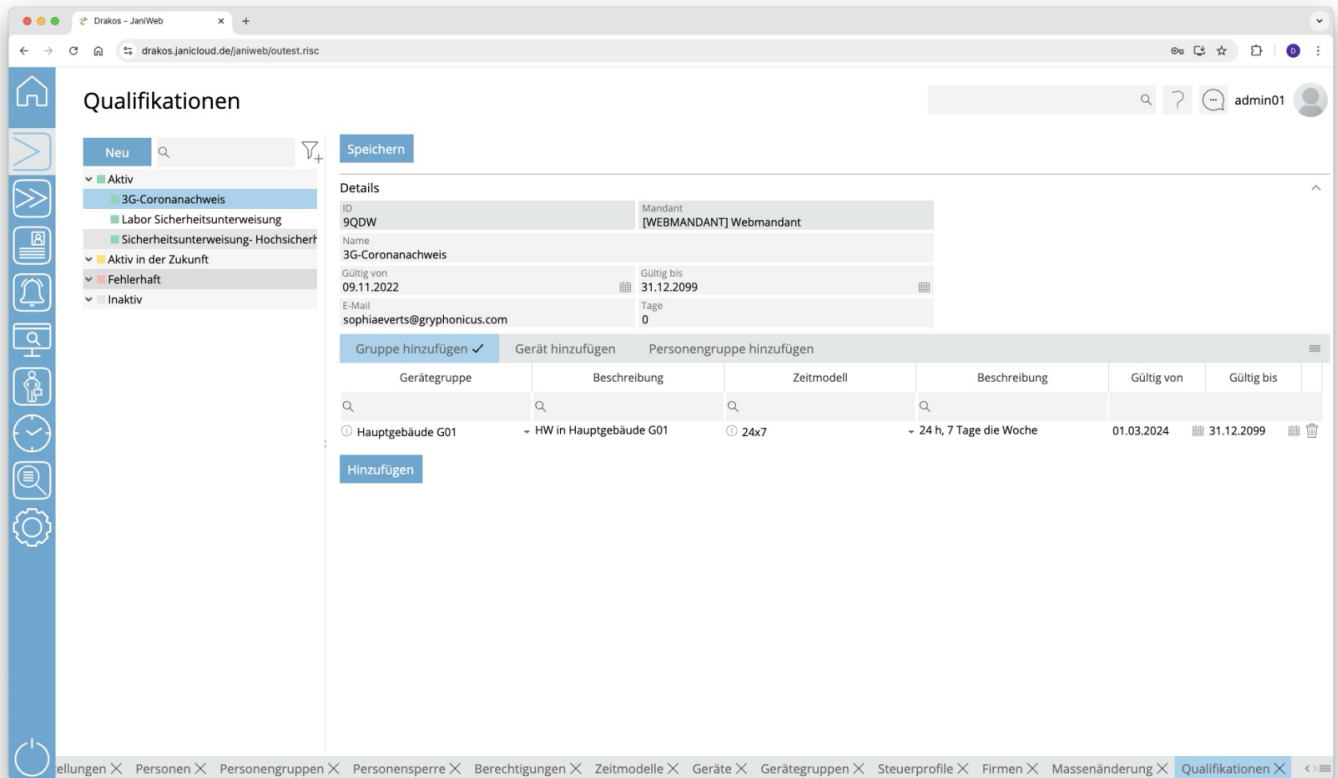 Drakos - JaniWeb
drakos.janicloud.de/janiweb/outest.risc
D
Qualifikationen
admin01
Neu
Speichern
Aktiv
3G-Coronanachweis
Labor Sicherheitsunterweisung
Sicherheitsunterweisung- Hochsicherh
Aktiv in der Zukunft
Fehlerhaft
Inaktiv
Details
ID
9QDW
Mandant
[WEBMANDANT] Webmandant
Name
3G-Coronanachweis
Gültig von
09.11.2022
Gültig bis
31.12.2099
E-Mail
sophiaeverts@gryphonicus.com
Tage
0
Gruppe hinzufügen Gerät hinzufügen Personengruppe hinzufügen
Gerätegruppe Beschreibung Zeitmodell Beschreibung Gültig von Gültig bis
Hauptgebäude G01 HW in Hauptgebäude G01 24x7 24 h, 7 Tage die Woche 01.03.2024 31.12.2099
Hinzufügen
ellungen Personen Personengruppen Personensperre Berechtigungen Zeitmodelle Geräte Gerätegruppen Steuerprofile Firmen Massenänderung Qualifikationen